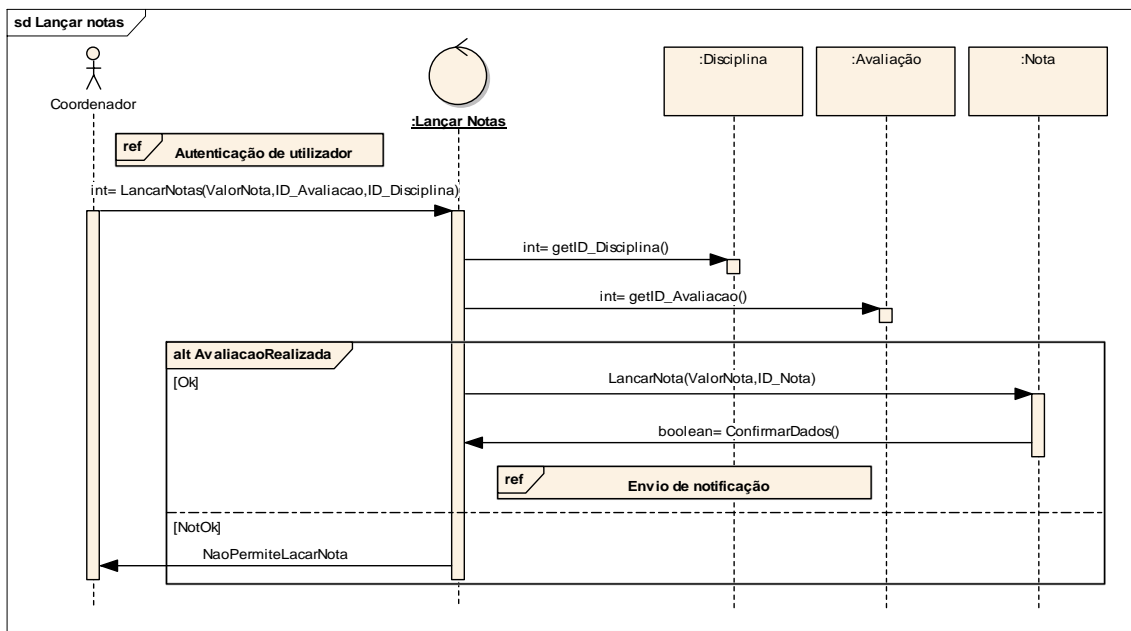 sd Lançar notas
Coordenador
:Lançar Notas
:Disciplina
:Avaliação
:Nota
ref
Autenticação de utilizador
int= LancarNotas(ValorNota,ID_Avaliacao,ID_Disciplina)
int= getID_Disciplina()
int= getID_Avaliacao()
alt AvaliacaoRealizada
[Ok]
LancarNota(ValorNota,ID_Nota)
boolean= ConfirmarDados()
ref
Envio de notificação
[NotOk]
NaoPermiteLacarNota